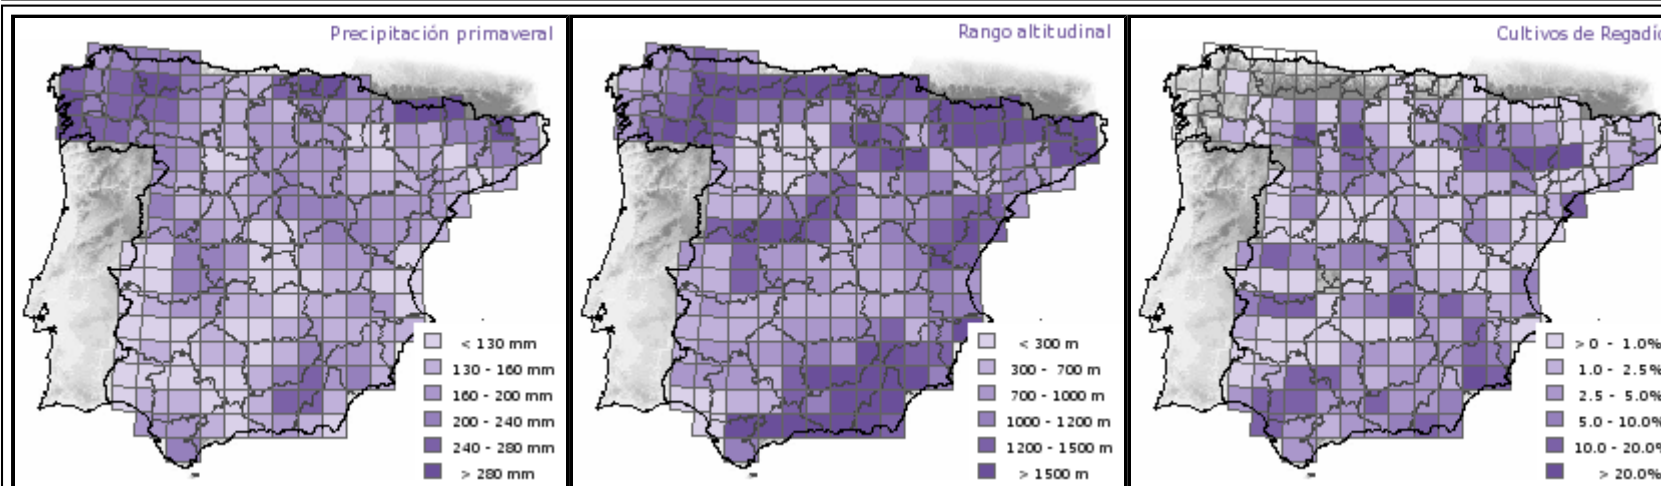 Precipitación primaveral
< 130 mm
130 - 160 mm
160 - 200 mm
200 - 240 mm
240 - 280 mm
> 280 mm
Rango altitudinal
< 300 m
300 - 700 m
700 - 1000 m
1000 - 1200 m
1200 - 1500 m
> 1500 m
Cultivos de Regadío
> 0 - 1.0%
1.0 - 2.5%
2.5 - 5.0%
5.0 - 10.0%
10.0 - 20.0%
> 20.0%